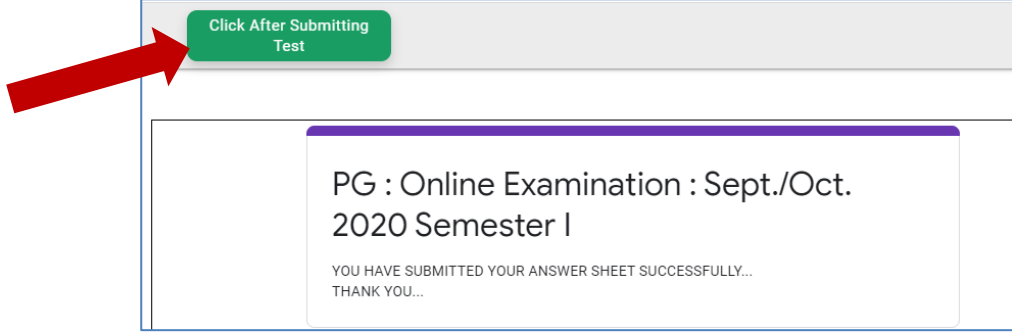 Click After Submitting
Test
PG : Online Examination : Sept./Oct.
2020 Semester I
YOU HAVE SUBMITTED YOUR ANSWER SHEET SUCCESSFULLY...
THANK YOU...